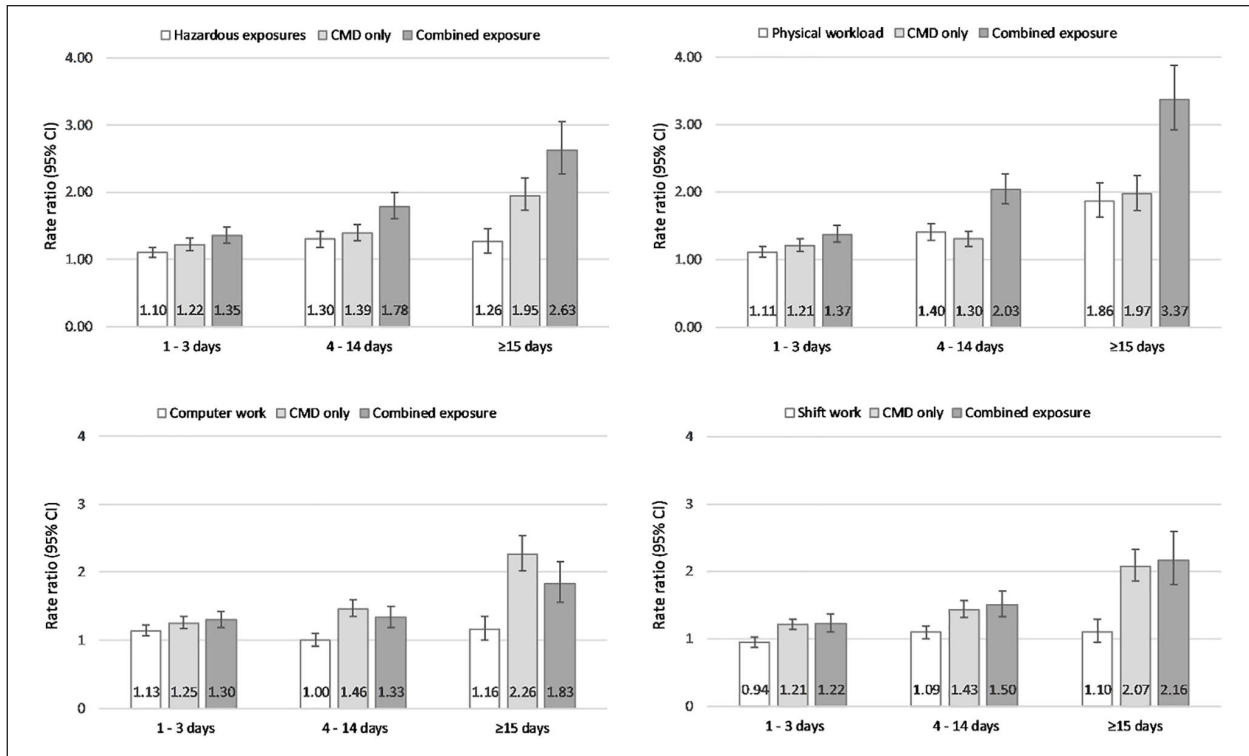 Hazardous exposures CMD only Combined exposure
4.00
3.00
2.00
1.00
0.00
Rate ratio (95% CI)
1.10 1.22 1.35 1.30 1.39 1.78 1.26 1.95 2.63
1 - 3 days 4 - 14 days ≥15 days
Physical workload CMD only Combined exposure
4.00
3.00
2.00
1.00
0.00
Rate ratio (95% CI)
1.11 1.21 1.37 1.40 1.30 2.03 1.86 1.97 3.37
1 - 3 days 4 - 14 days ≥15 days
Computer work CMD only Combined exposure
4
3
2
1
0
Rate ratio (95% CI)
1.13 1.25 1.30 1.00 1.46 1.33 1.16 2.26 1.83
1 - 3 days 4 - 14 days ≥15 days
Shift work CMD only Combined exposure
4
3
2
1
0
Rate ratio (95% CI)
0.94 1.21 1.22 1.09 1.43 1.50 1.10 2.07 2.16
1 - 3 days 4 - 14 days ≥15 days